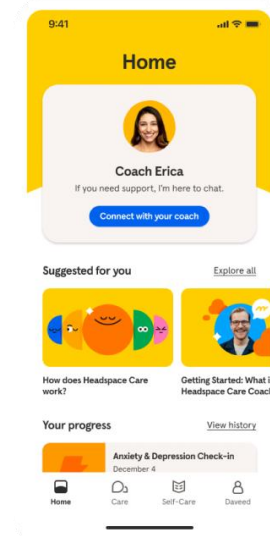 9:41
Home
Coach Erica
If you need support, I'm here to chat.
Connect with your coach
Suggested for you
Explore all
How does Headspace Care
work?
Getting Started: What i
Headspace Care Coac
Your progress
View history
Anxiety & Depression Check-in
December 4
Home
Care
Self-Care
Daveed